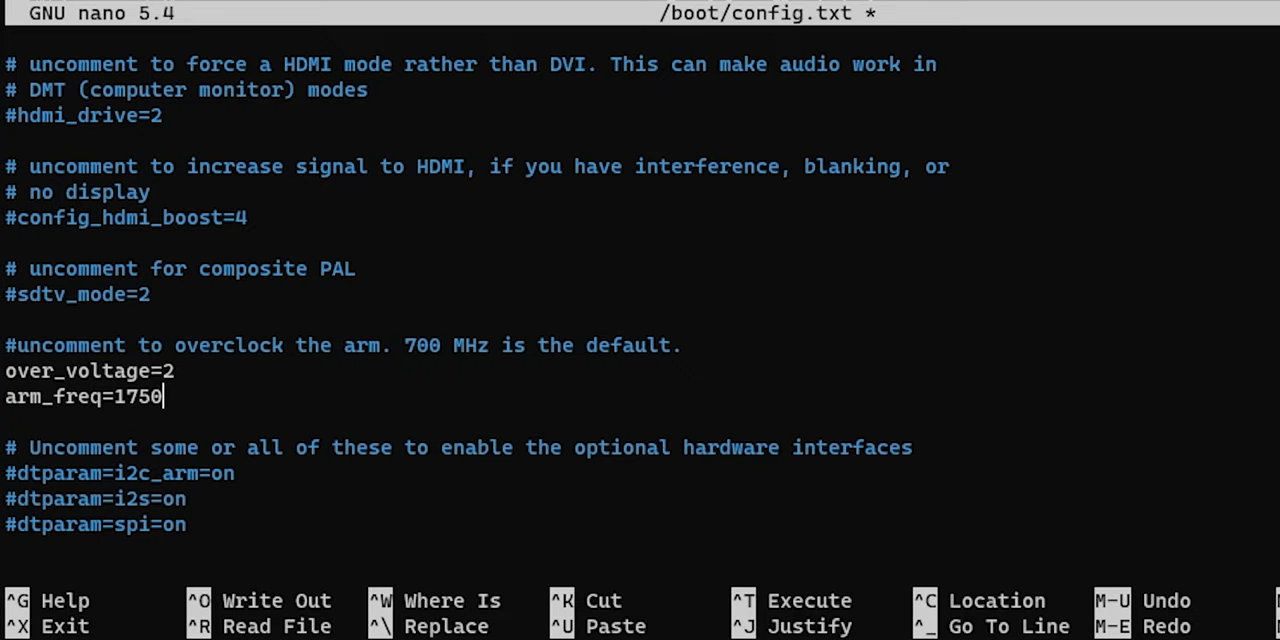 GNU nano 5.4 /boot/config.txt *
# uncomment to force a HDMI mode rather than DVI. This can make audio work in
# DMT (computer monitor) modes
#hdmi_drive=2
# uncomment to increase signal to HDMI, if you have interference, blanking, or
# no display
#config_hdmi_boost=4
# uncomment for composite PAL
#sdtv_mode=2
#uncomment to overclock the arm. 700 MHz is the default.
over_voltage=2
arm_freq=1750
# Uncomment some or all of these to enable the optional hardware interfaces
#dtparam=i2c_arm=on
#dtparam=i2s=on
#dtparam=spi=on
^G Help ^O Write Out ^W Where Is ^K Cut ^T Execute ^C Location M-U Undo
^X Exit ^R Read File ^\ Replace ^U Paste ^J Justify ^_ Go To Line M-E Redo